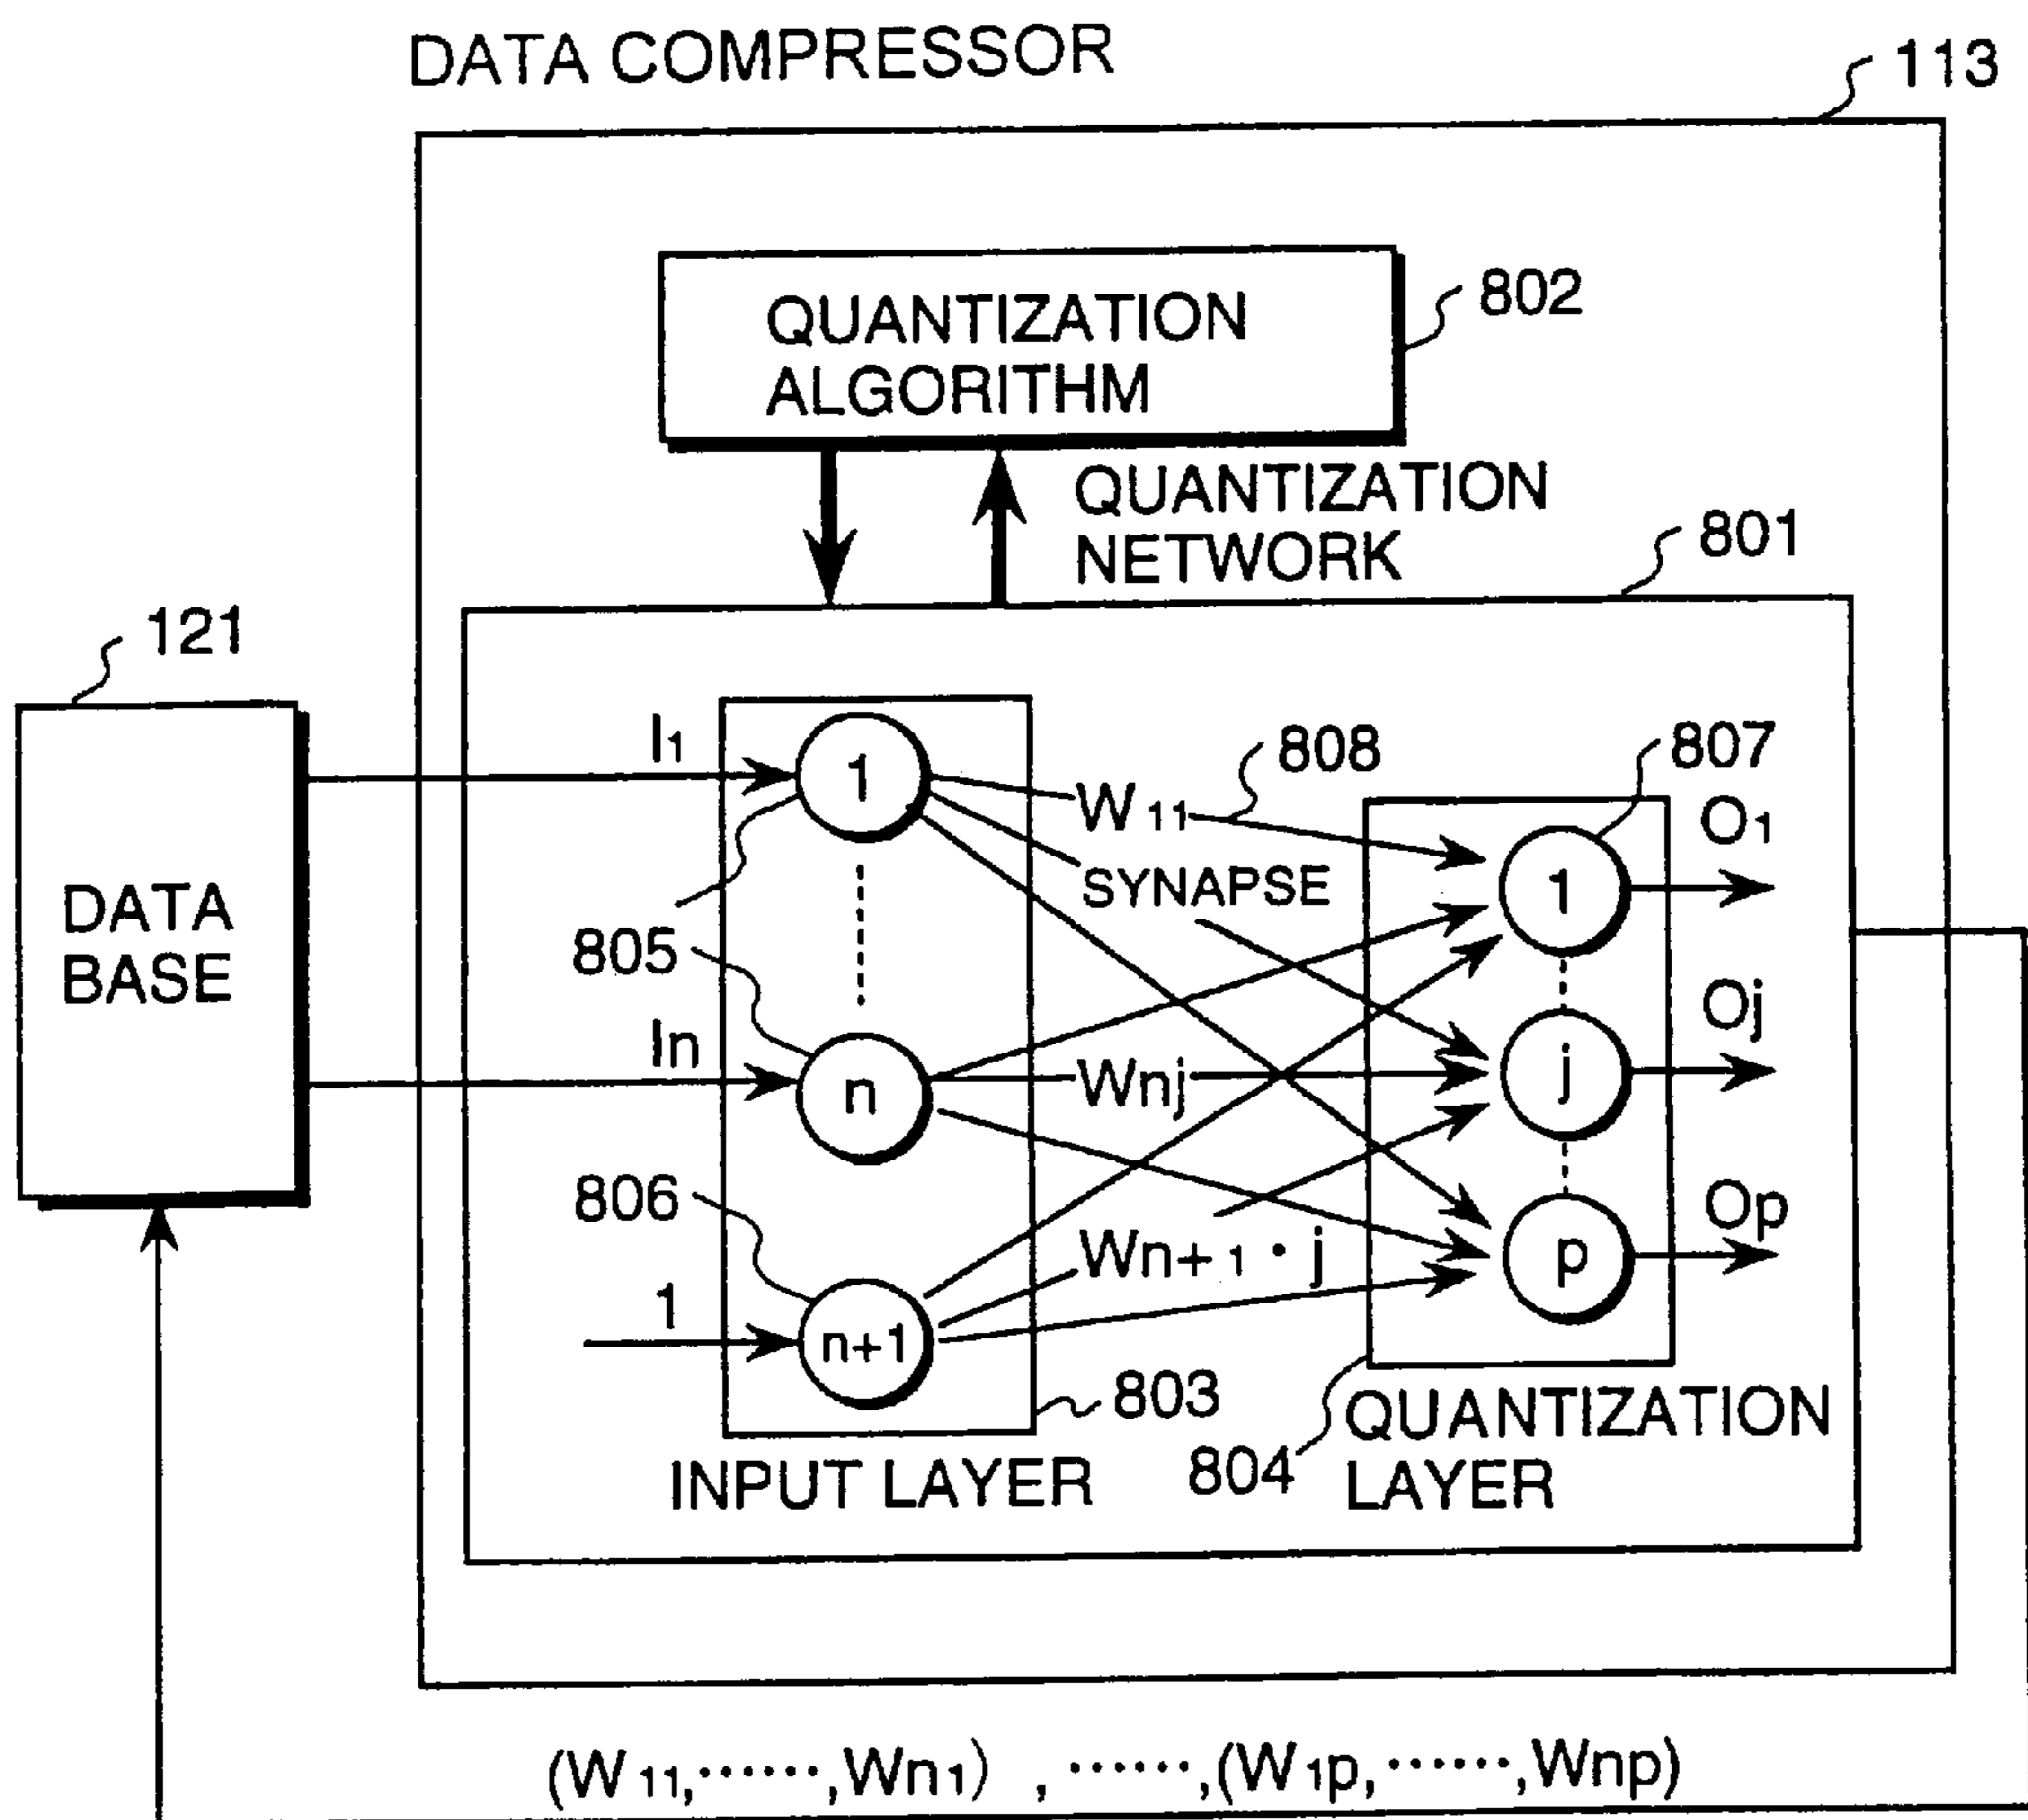 DATA COMPRESSOR
113
QUANTIZATION
ALGORITHM
802
QUANTIZATION
NETWORK
801
121
DATA
BASE
I1
1
W11
808
807
O1
SYNAPSE
1
805
In
n
Wnj
j
Oj
806
1
n+1
Wn+1・j
p
Op
803
INPUT LAYER
804
QUANTIZATION
LAYER
(W11,······,Wn1) , ······,(W1p,······,Wnp)